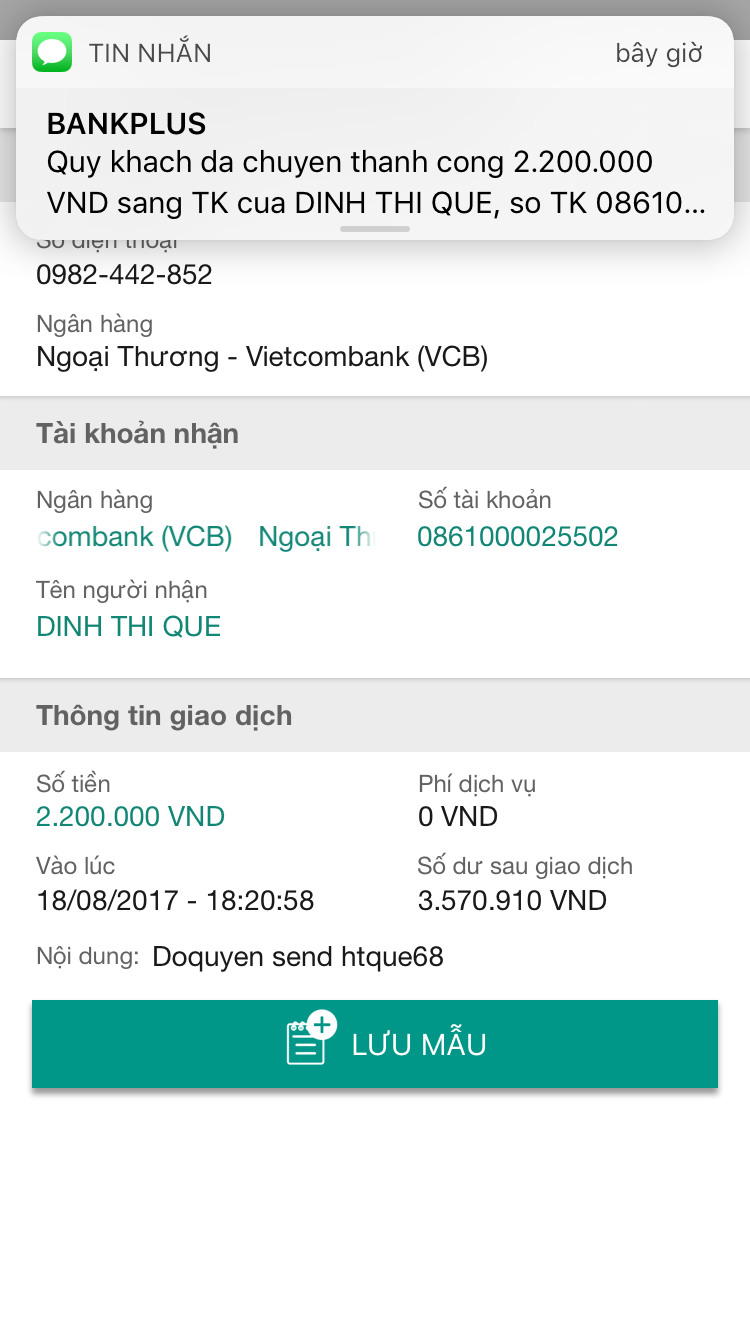 TIN NHẮN
bây giờ
BANKPLUS
Quy khach da chuyen thanh cong 2.200.000
VND sang TK cua DINH THI QUE, so TK 08610...
Số điện thoại
0982-442-852
Ngân hàng
Ngoại Thương - Vietcombank (VCB)
Tài khoản nhận
Ngân hàng
combank (VCB) Ngoại Th
Số tài khoản
0861000025502
Tên người nhận
DINH THI QUE
Thông tin giao dịch
Số tiền
2.200.000 VND
Phí dịch vụ
0 VND
Vào lúc
18/08/2017 - 18:20:58
Số dư sau giao dịch
3.570.910 VND
Nội dung: Doquyen send htque68
LƯU MẪU